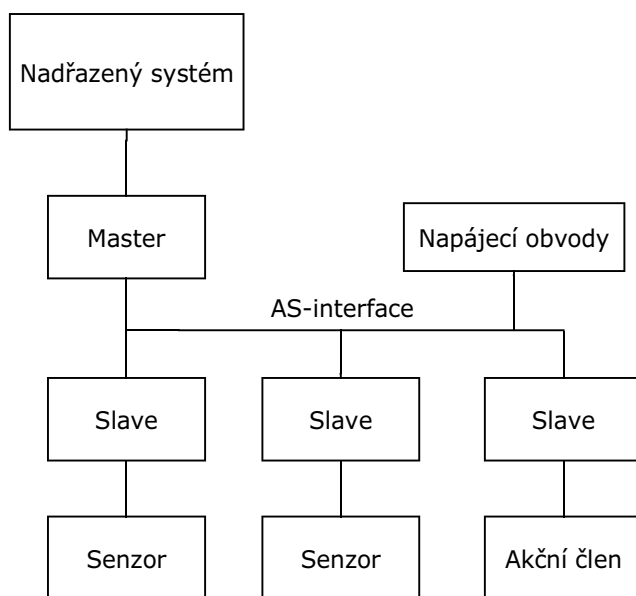 Nadřazený systém
Master
Napájecí obvody
AS-interface
Slave
Slave
Slave
Senzor
Senzor
Akční člen